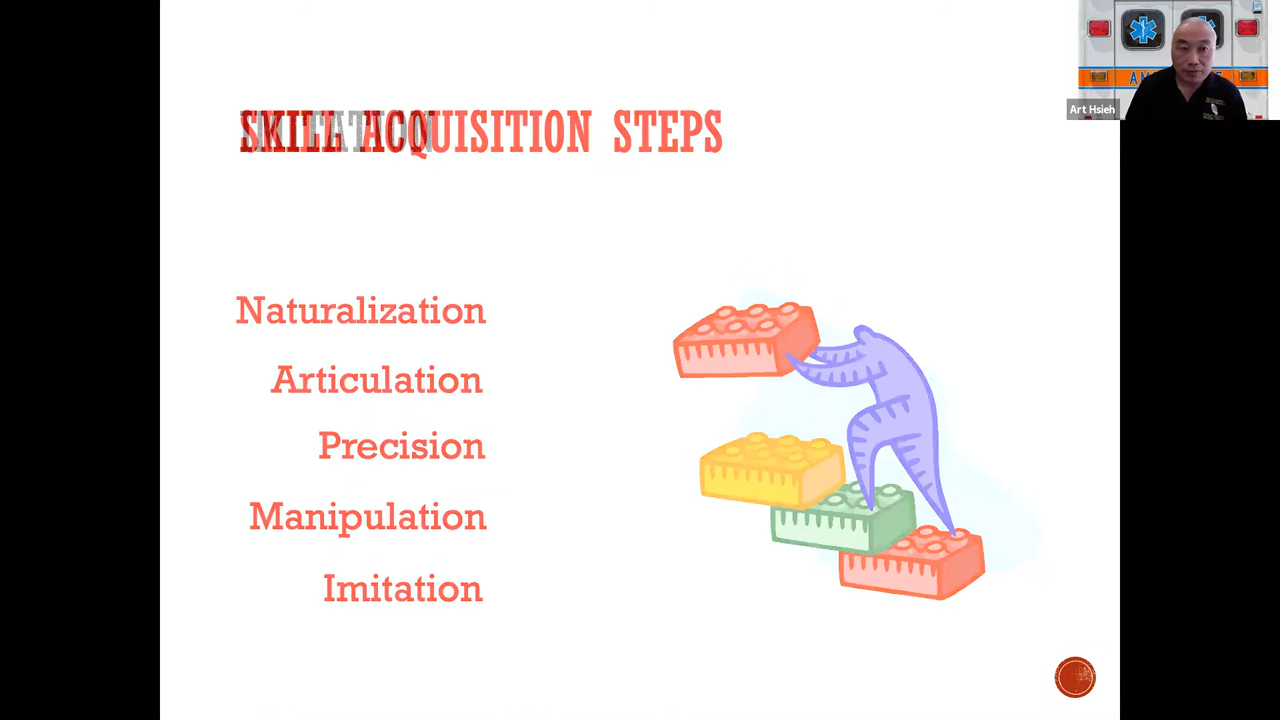 SKILL ACQUISITION STEPS
Art Hsieh
Naturalization
Articulation
Precision
Manipulation
Imitation